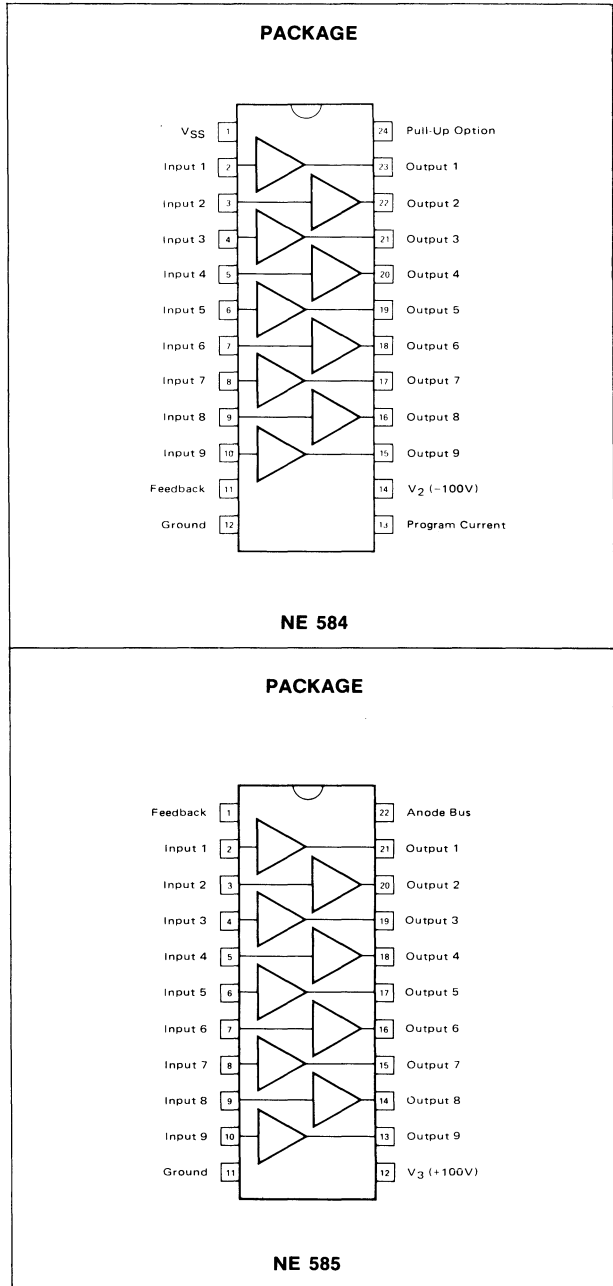 PACKAGE
VSS 1 24 Pull-Up Option
Input 1 2 23 Output 1
Input 2 3 22 Output 2
Input 3 4 21 Output 3
Input 4 5 20 Output 4
Input 5 6 19 Output 5
Input 6 7 18 Output 6
Input 7 8 17 Output 7
Input 8 9 16 Output 8
Input 9 10 15 Output 9
Feedback 11 14 V2 (-100V)
Ground 12 13 Program Current
NE 584
PACKAGE
Feedback 1 22 Anode Bus
Input 1 2 21 Output 1
Input 2 3 20 Output 2
Input 3 4 19 Output 3
Input 4 5 18 Output 4
Input 5 6 17 Output 5
Input 6 7 16 Output 6
Input 7 8 15 Output 7
Input 8 9 14 Output 8
Input 9 10 13 Output 9
Ground 11 12 V3 (+100V)
NE 585